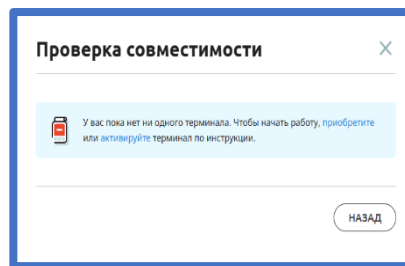 Проверка совместимости
У вас пока нет ни одного терминала. Чтобы начать работу, приобретите
или активируйте терминал по инструкции.
НАЗАД